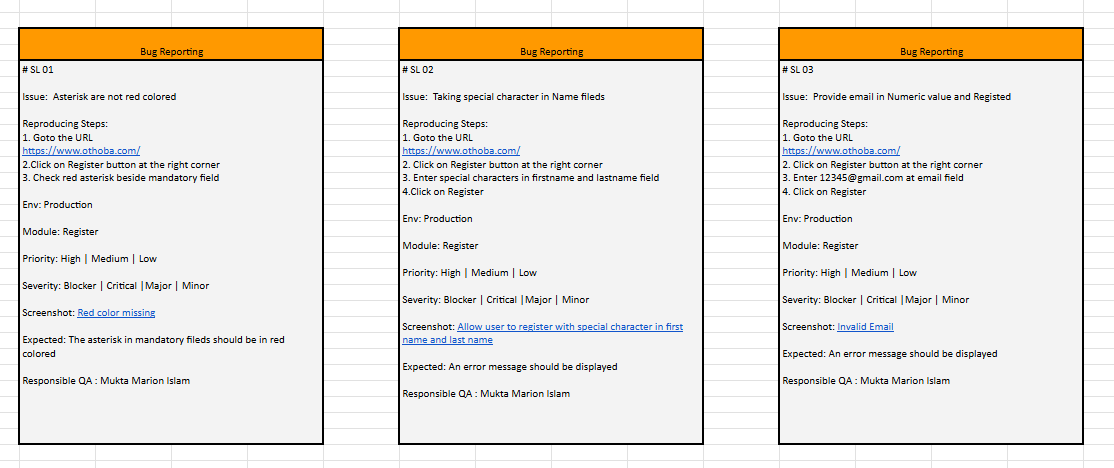 Bug Reporting
# SL 01
Issue:  Asterisk are not red colored
Reproducing Steps:
1. Goto the URL
https://www.othoba.com/
2.Click on Register button at the right corner
3. Check red asterisk beside mandatory field
Env: Production
Module: Register
Priority: High | Medium | Low
Severity: Blocker | Critical |Major | Minor
Screenshot: Red color missing
Expected: The asterisk in mandatory fileds should be in red
colored
Responsible QA : Mukta Marion Islam
Bug Reporting
# SL 02
Issue:  Taking special character in Name fileds
Reproducing Steps:
1. Goto the URL
https://www.othoba.com/
2. Click on Register button at the right corner
3. Enter special characters in firstname and lastname field
4.Click on Register
Env: Production
Module: Register
Priority: High | Medium | Low
Severity: Blocker | Critical |Major | Minor
Screenshot: Allow user to register with special character in first
name and last name
Expected: An error message should be displayed
Responsible QA : Mukta Marion Islam
Bug Reporting
# SL 03
Issue:  Provide email in Numeric value and Registed
Reproducing Steps:
1. Goto the URL
https://www.othoba.com/
2. Click on Register button at the right corner
3. Enter 12345@gmail.com at email field
4. Click on Register
Env: Production
Module: Register
Priority: High | Medium | Low
Severity: Blocker | Critical |Major | Minor
Screenshot: Invalid Email
Expected: An error message should be displayed
Responsible QA : Mukta Marion Islam